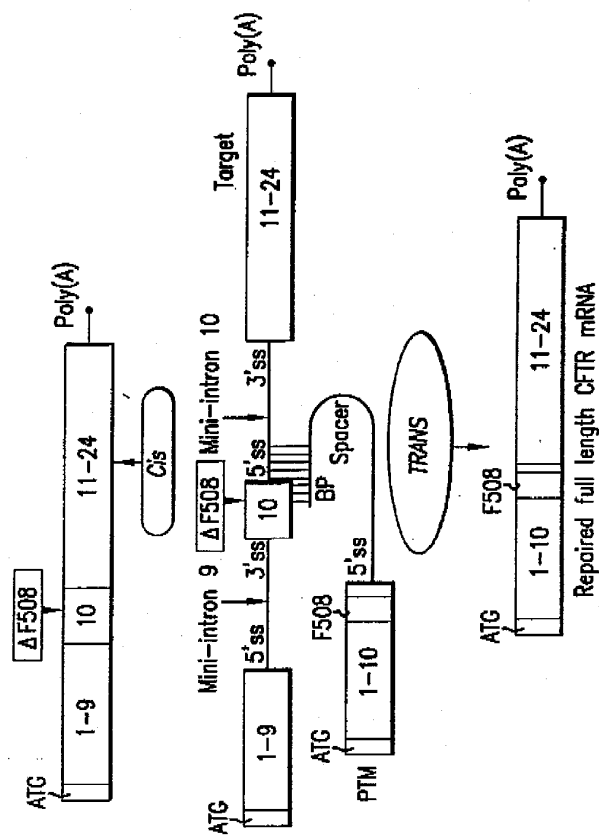 ΔF508
ATG
1-9
10
11-24
Poly(A)
Cis
Mini-intron 9
ΔF508
Mini-intron 10
Target
ATG
1-9
5'ss
3'ss
10
5'ss
3'ss
11-24
Poly(A)
BP
Spacer
ATG
F508
5'ss
1-10
PTM
TRANS
ATG
F508
1-10
11-24
Poly(A)
Repaired full length CFTR mRNA